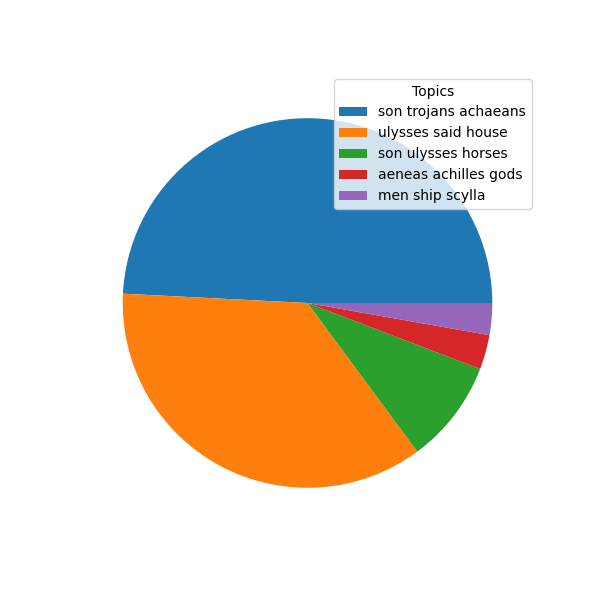 Topics
son trojans achaeans
ulysses said house
son ulysses horses
aeneas achilles gods
men ship scylla